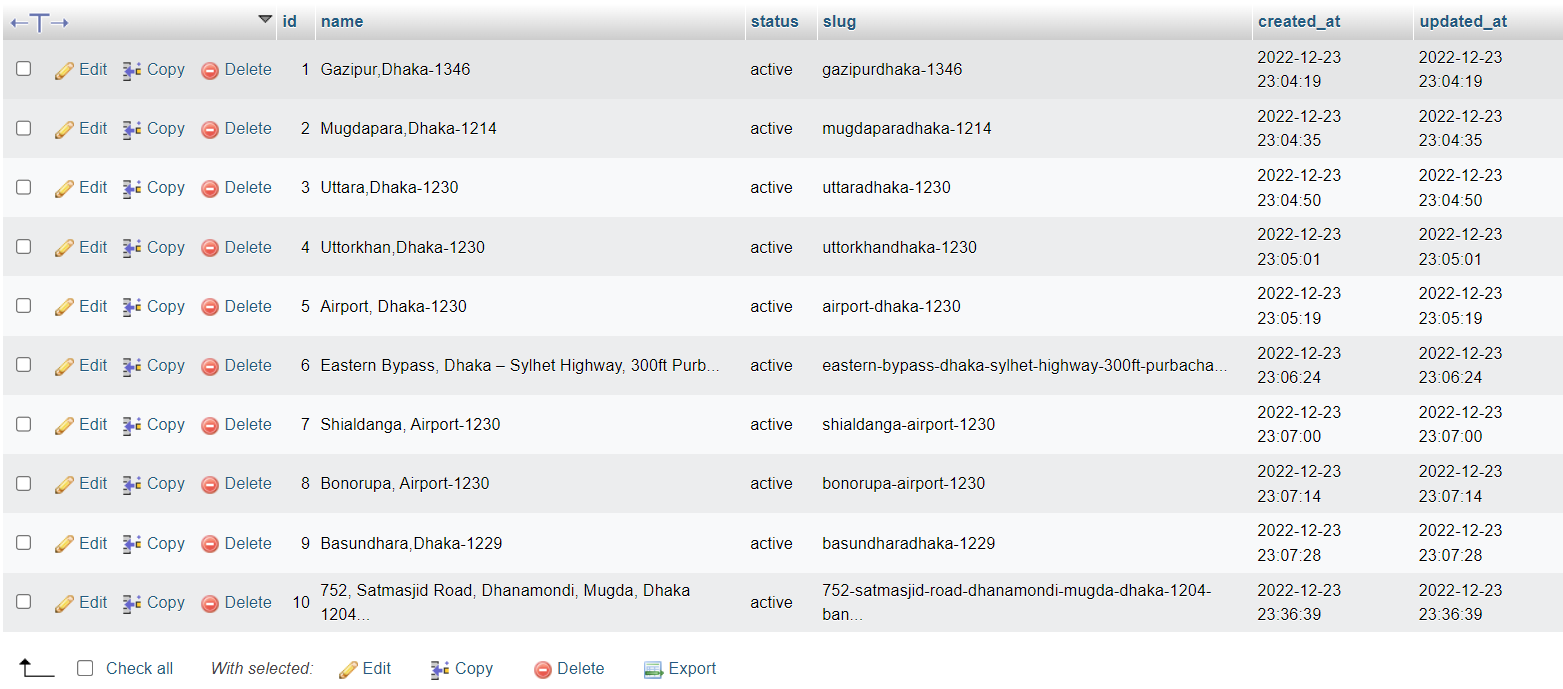 id name status slug created_at updated_at
Edit Copy Delete 1 Gazipur,Dhaka-1346 active gazipurdhaka-1346 2022-12-23 23:04:19 2022-12-23 23:04:19
Edit Copy Delete 2 Mugdapara,Dhaka-1214 active mugdaparadhaka-1214 2022-12-23 23:04:35 2022-12-23 23:04:35
Edit Copy Delete 3 Uttara,Dhaka-1230 active uttaradhaka-1230 2022-12-23 23:04:50 2022-12-23 23:04:50
Edit Copy Delete 4 Uttorkhan,Dhaka-1230 active uttorkhandhaka-1230 2022-12-23 23:05:01 2022-12-23 23:05:01
Edit Copy Delete 5 Airport, Dhaka-1230 active airport-dhaka-1230 2022-12-23 23:05:19 2022-12-23 23:05:19
Edit Copy Delete 6 Eastern Bypass, Dhaka – Sylhet Highway, 300ft Purb... active eastern-bypass-dhaka-sylhet-highway-300ft-purbacha... 2022-12-23 23:06:24 2022-12-23 23:06:24
Edit Copy Delete 7 Shialdanga, Airport-1230 active shialdanga-airport-1230 2022-12-23 23:07:00 2022-12-23 23:07:00
Edit Copy Delete 8 Bonorupa, Airport-1230 active bonorupa-airport-1230 2022-12-23 23:07:14 2022-12-23 23:07:14
Edit Copy Delete 9 Basundhara,Dhaka-1229 active basundharadhaka-1229 2022-12-23 23:07:28 2022-12-23 23:07:28
Edit Copy Delete 10 752, Satmasjid Road, Dhanamondi, Mugda, Dhaka 1204... active 752-satmasjid-road-dhanamondi-mugda-dhaka-1204-ban... 2022-12-23 23:36:39 2022-12-23 23:36:39
Check all With selected: Edit Copy Delete Export